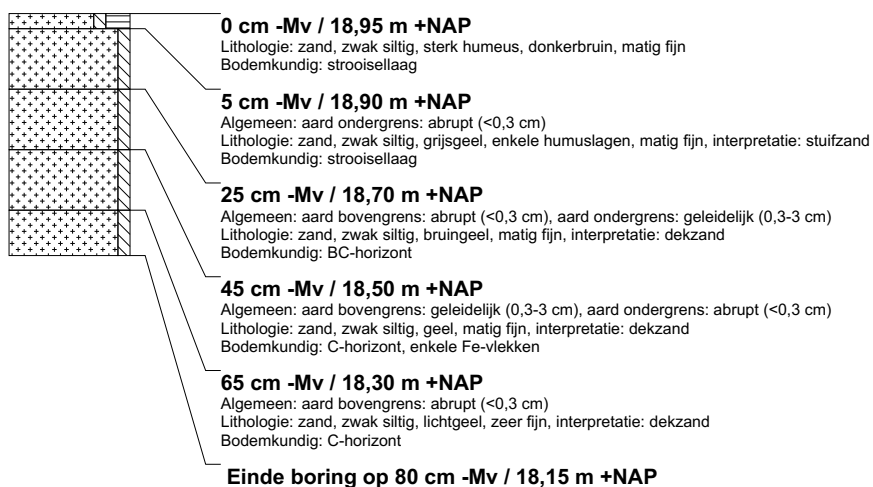 0 cm -Mv / 18,95 m +NAP
Lithologie: zand, zwak siltig, sterk humeus, donkerbruin, matig fijn
Bodemkundig: strooisellaag
5 cm -Mv / 18,90 m +NAP
Algemeen: aard ondergrens: abrupt (<0,3 cm)
Lithologie: zand, zwak siltig, grijsgeel, enkele humuslagen, matig fijn, interpretatie: stuifzand
Bodemkundig: strooisellaag
25 cm -Mv / 18,70 m +NAP
Algemeen: aard bovengrens: abrupt (<0,3 cm), aard ondergrens: geleidelijk (0,3-3 cm)
Lithologie: zand, zwak siltig, bruingeel, matig fijn, interpretatie: dekzand
Bodemkundig: BC-horizont
45 cm -Mv / 18,50 m +NAP
Algemeen: aard bovengrens: geleidelijk (0,3-3 cm), aard ondergrens: abrupt (<0,3 cm)
Lithologie: zand, zwak siltig, geel, matig fijn, interpretatie: dekzand
Bodemkundig: C-horizont, enkele Fe-vlekken
65 cm -Mv / 18,30 m +NAP
Algemeen: aard bovengrens: abrupt (<0,3 cm)
Lithologie: zand, zwak siltig, lichtgeel, zeer fijn, interpretatie: dekzand
Bodemkundig: C-horizont
Einde boring op 80 cm -Mv / 18,15 m +NAP